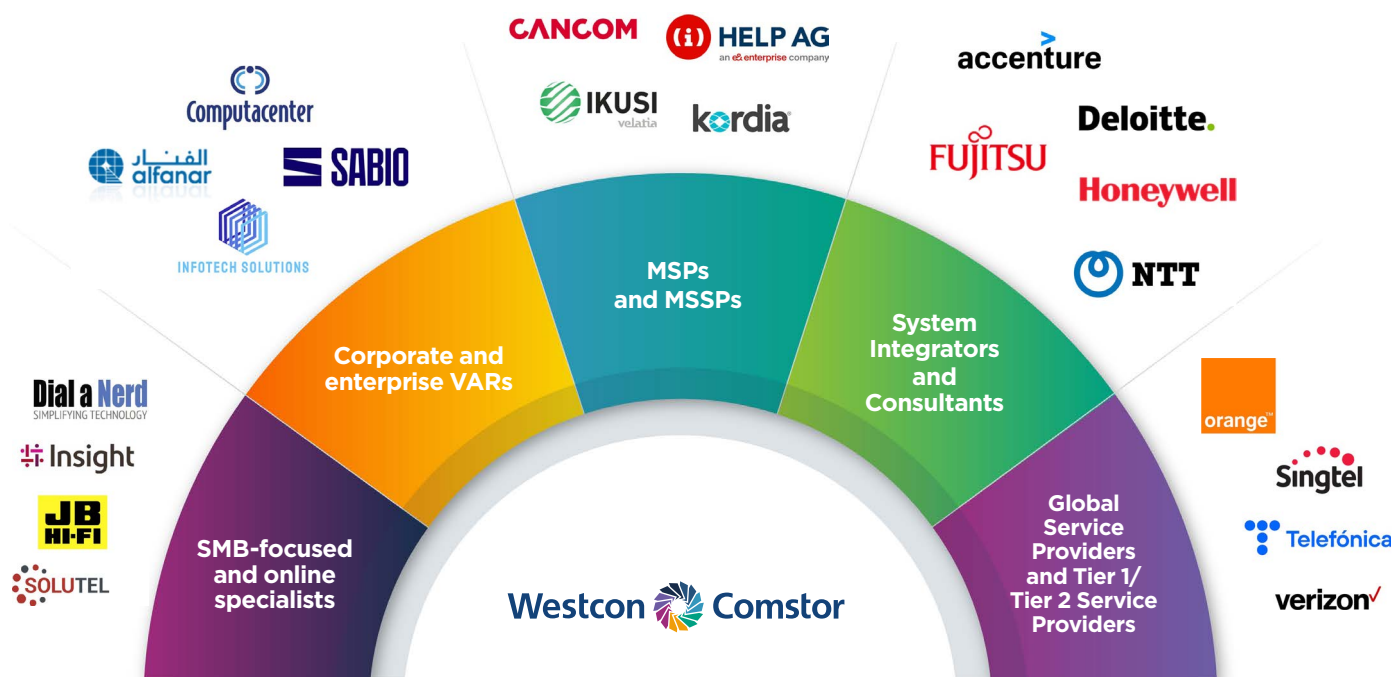 CANCOM
HELP AG
an e& enterprise company
IKUSI
velatia
kordia
accenture
Deloitte.
FUJITSU
Honeywell
NTT
Computacenter
الفنار
alfanar
SABIO
INFOTECH SOLUTIONS
Dial a Nerd
SIMPLIFYING TECHNOLOGY
Insight
JB
HI-FI
SOLUTEL
orange™
Singtel
Telefónica
verizon
SMB-focused
and online
specialists
Corporate and
enterprise VARs
MSPs
and MSSPs
System
Integrators
and
Consultants
Global
Service
Providers
and Tier 1/
Tier 2 Service
Providers
Westcon Comstor